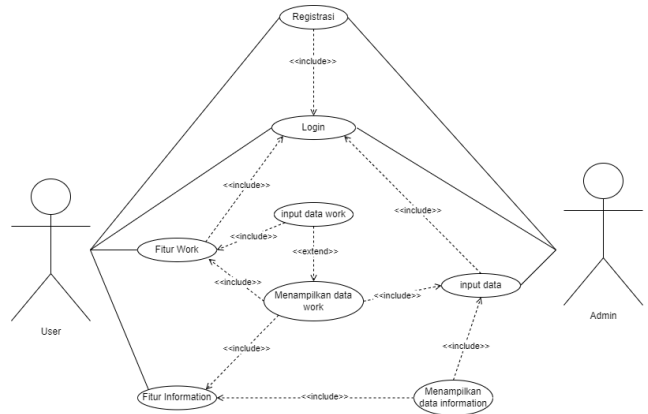 Registrasi
<<include>>
Login
<<include>>
<<include>>
input data work
<<include>>
Fitur Work
<<extend>>
<<include>>
Menampilkan data
work
<<include>>
input data
User
Admin
<<include>>
<<include>>
Fitur Information
<<include>>
Menampilkan
data information